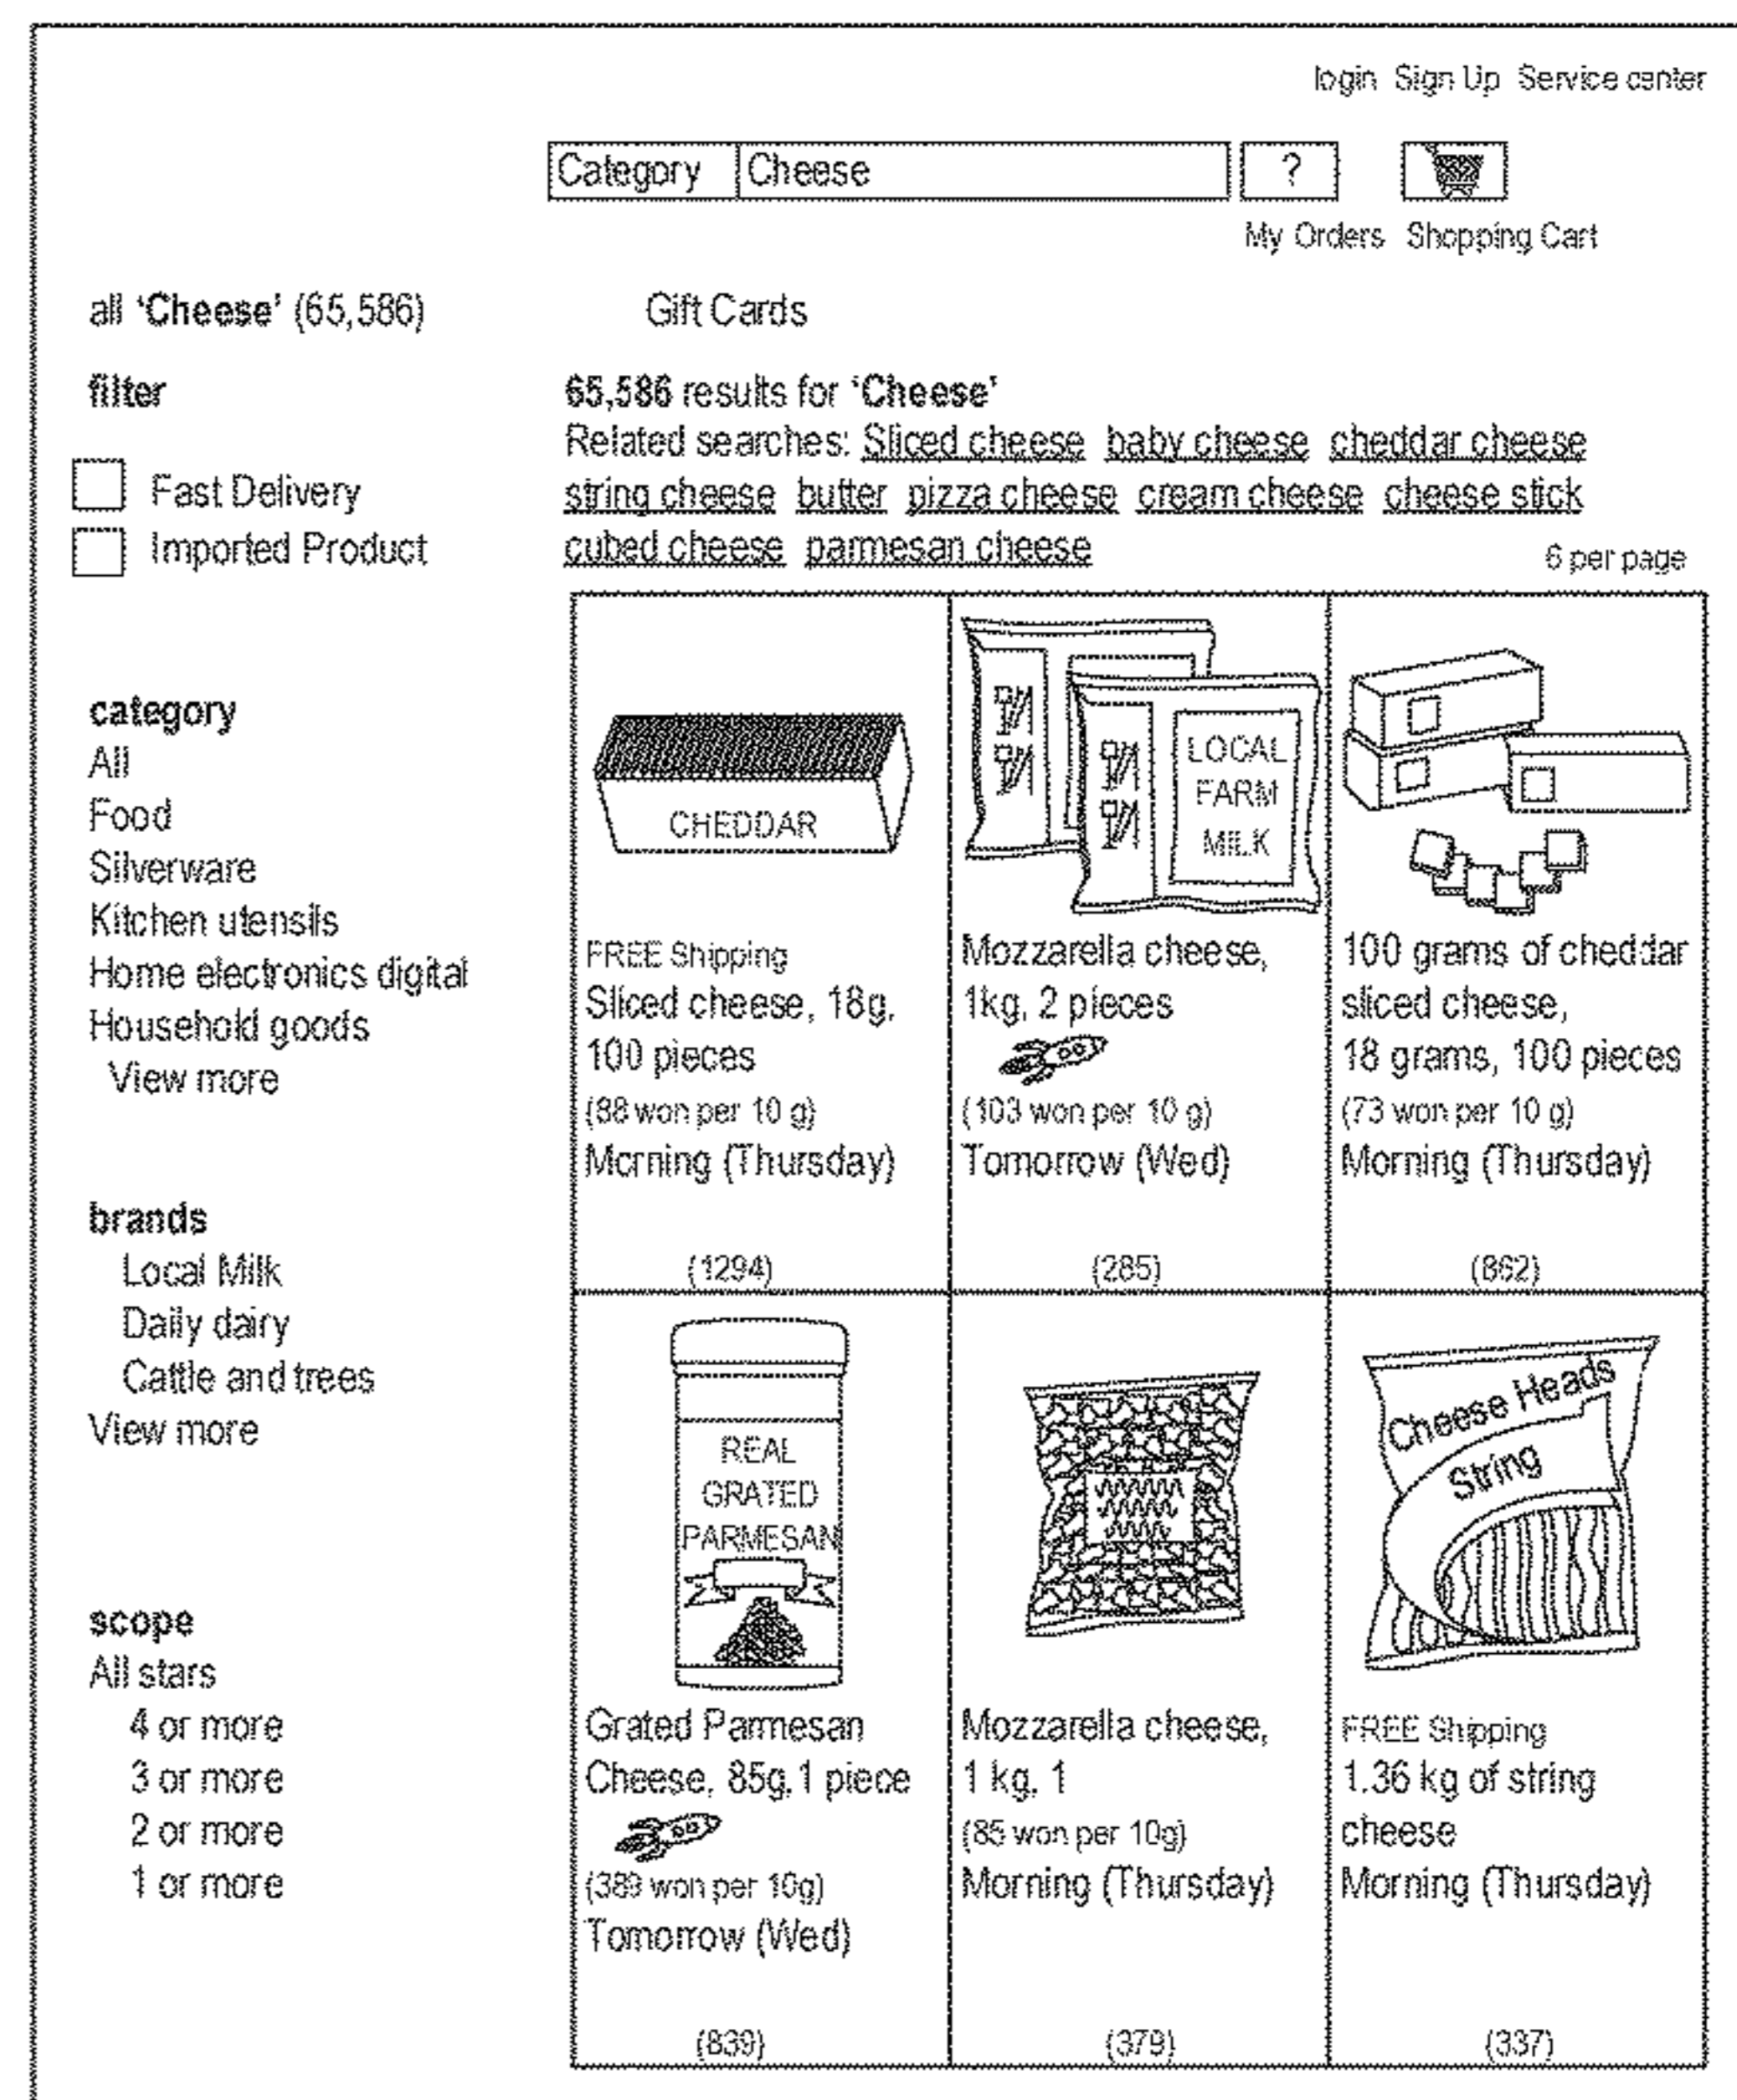 login Sign Up Service center
Category Cheese ?
My Orders Shopping Cart
all 'Cheese' (65,586) Gift Cards
filter
Fast Delivery
Imported Product
category
All
Food
Silverware
Kitchen utensils
Home electronics digital
Household goods
View more
brands
Local Milk
Daily dairy
Cattle and trees
View more
scope
All stars
4 or more
3 or more
2 or more
1 or more
65,586 results for 'Cheese'
Related searches: Sliced cheese baby cheese cheddar cheese
string cheese butter pizza cheese cream cheese cheese stick
cubed cheese parmesan cheese
6 per page
CHEDDAR
FREE Shipping
Sliced cheese, 18g,
100 pieces
(88 won per 10 g)
Morning (Thursday)
(1294)
LOCAL
FARM
MILK
Mozzarella cheese,
1kg, 2 pieces
(103 won per 10 g)
Tomorrow (Wed)
(285)
100 grams of cheddar
sliced cheese,
18 grams, 100 pieces
(73 won per 10 g)
Morning (Thursday)
(862)
REAL
GRATED
PARMESAN
Grated Parmesan
Cheese, 85g, 1 piece
(389 won per 10g)
Tomorrow (Wed)
(839)
Mozzarella cheese,
1 kg, 1
(85 won per 10g)
Morning (Thursday)
(379)
Cheese Heads
String
FREE Shipping
1.36 kg of string
cheese
Morning (Thursday)
(337)